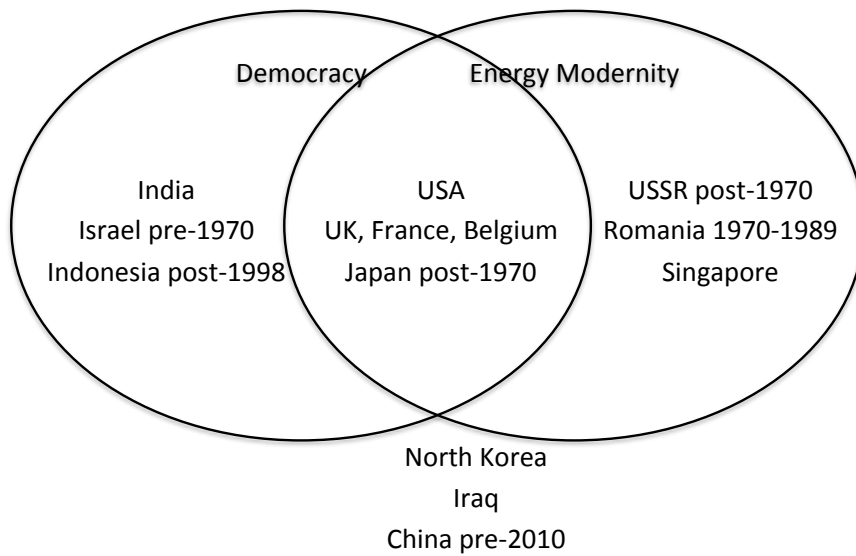 Democracy
Energy Modernity
India
Israel pre-1970
Indonesia post-1998
USA
UK, France, Belgium
Japan post-1970
USSR post-1970
Romania 1970-1989
Singapore
North Korea
Iraq
China pre-2010